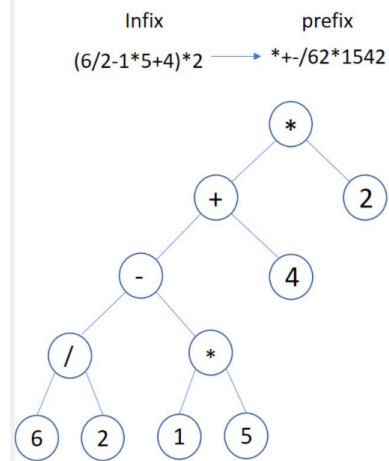 Infix prefix
(6/2-1*5+4)*2 *+-/62*1542
*
+ 2
- 4
/ *
6 2 1 5